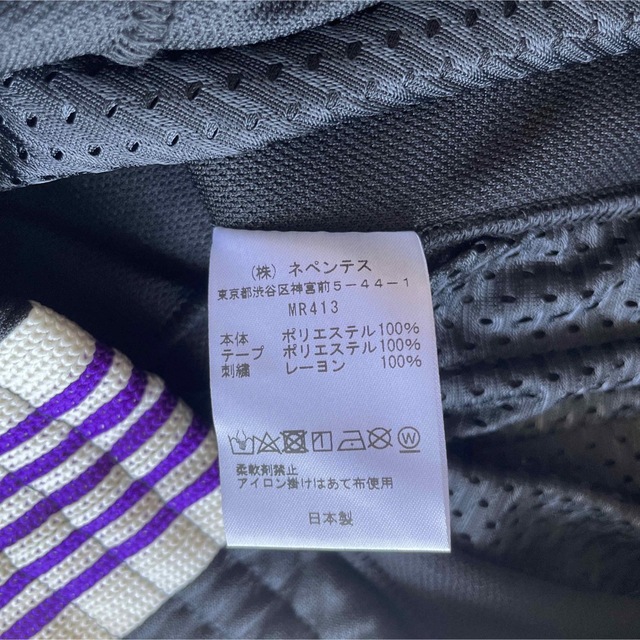 (株) ネペンテス
東京都渋谷区神宮前5-44-1
MR413
本体 ポリエステル100%
テープ ポリエステル100%
刺繍 レーヨン 100%
柔軟剤禁止
アイロン掛けはあて布使用
日本製